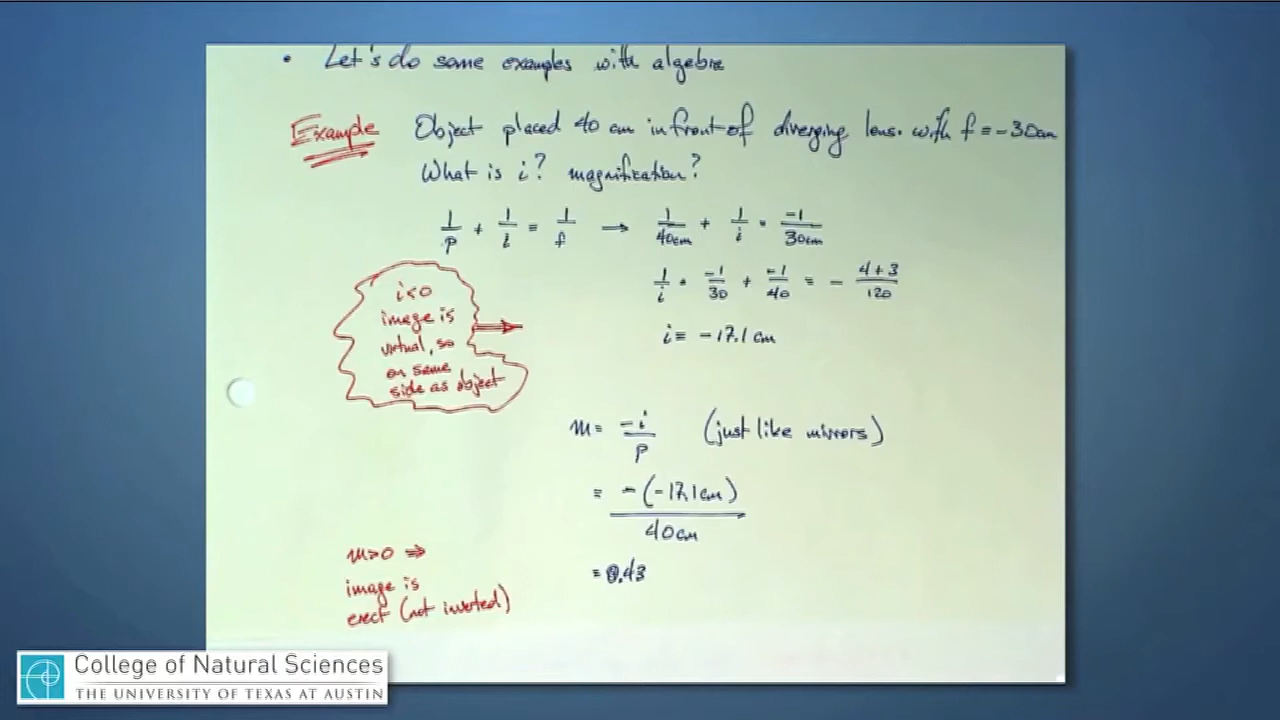 • Let's do some examples with algebra
Example Object placed 40 cm in front of diverging lens. with f = -30cm
What is i? magnification?
1/p + 1/i = 1/f → 1/40cm + 1/i = -1/30cm
1/i = -1/30 + -1/40 = - 4+3/120
i<0
image is
virtual, so
on same
side as object
i = -17.1 cm
m = -i/p (just like mirrors)
= -(-17.1cm)/40cm
= 0.43
m>0 ⇒
image is
erect (not inverted)
College of Natural Sciences
THE UNIVERSITY OF TEXAS AT AUSTIN